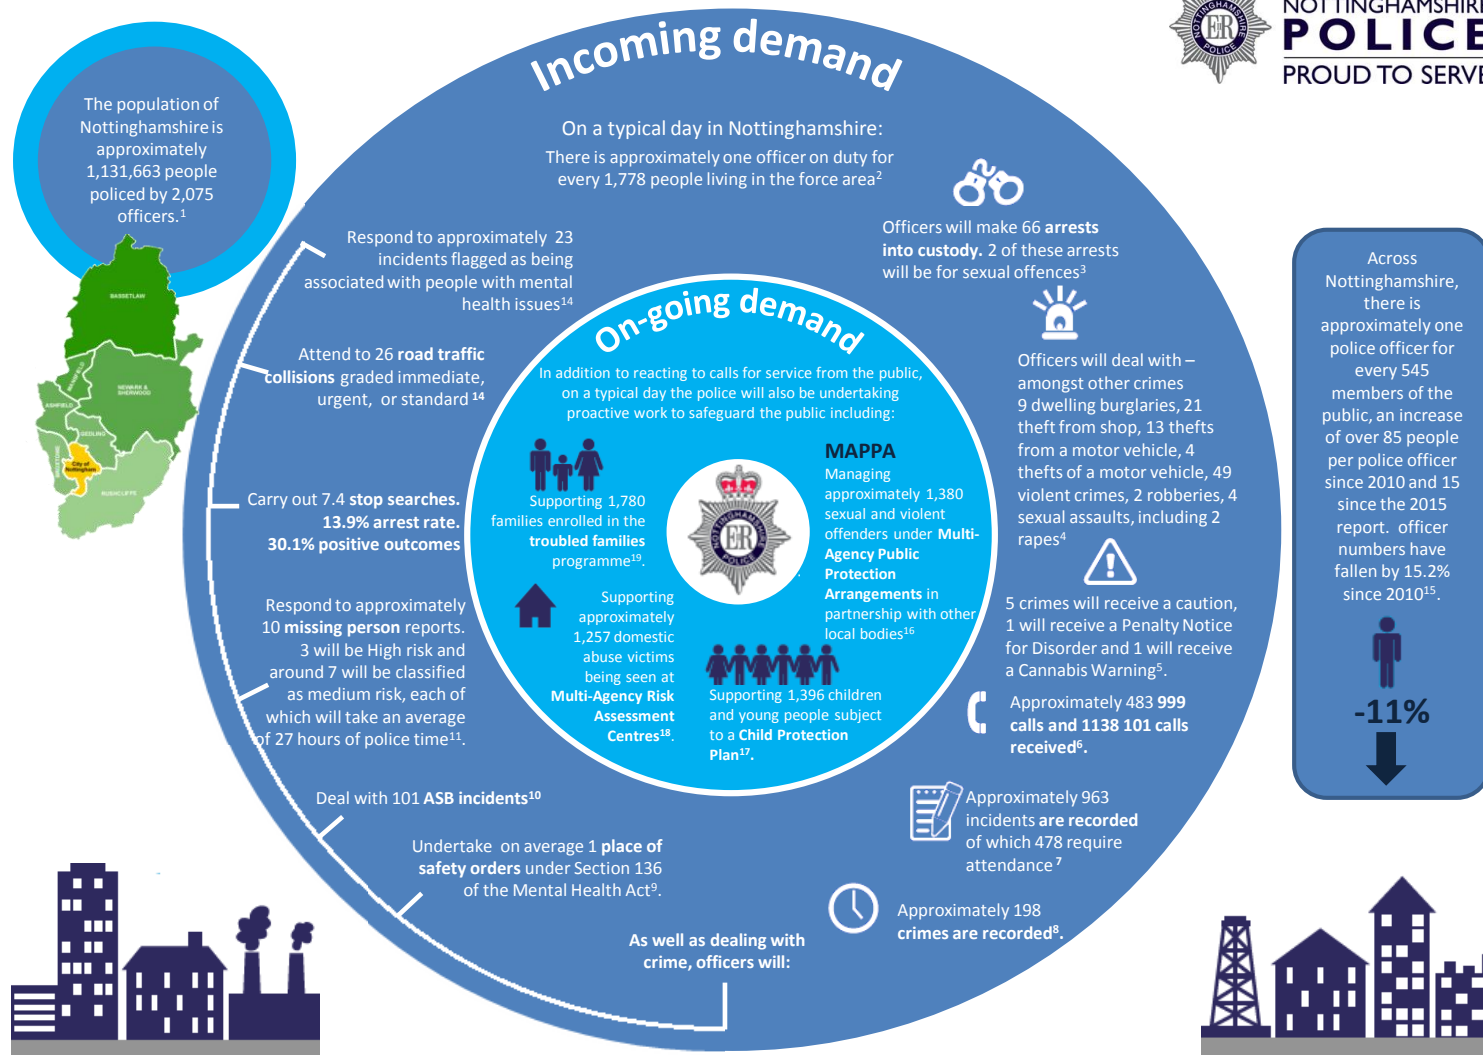 NOTTINGHAMSHIRE
POLICE
PROUD TO SERVE
NOTTINGHAMSHIRE
ER
POLICE
Incoming demand
The population of
Nottinghamshire is
approximately
1,131,663 people
policed by 2,075
officers.1
BASSETLAW
MANSFIELD
NEWARK &
SHERWOOD
ASHFIELD
GEDLING
BROXTOWE
City of
Nottingham
RUSHCLIFFE
On a typical day in Nottinghamshire:
There is approximately one officer on duty for
every 1,778 people living in the force area2
Officers will make 66 arrests
into custody. 2 of these arrests
will be for sexual offences3
Officers will deal with –
amongst other crimes
9 dwelling burglaries, 21
theft from shop, 13 thefts
from a motor vehicle, 4
thefts of a motor vehicle, 49
violent crimes, 2 robberies, 4
sexual assaults, including 2
rapes4
5 crimes will receive a caution,
1 will receive a Penalty Notice
for Disorder and 1 will receive
a Cannabis Warning5.
Approximately 483 999
calls and 1138 101 calls
received6.
Approximately 963
incidents are recorded
of which 478 require
attendance 7
Approximately 198
crimes are recorded8.
As well as dealing with
crime, officers will:
Undertake on average 1 place of
safety orders under Section 136
of the Mental Health Act9.
Deal with 101 ASB incidents10
Respond to approximately
10 missing person reports.
3 will be High risk and
around 7 will be classified
as medium risk, each of
which will take an average
of 27 hours of police time11.
Carry out 7.4 stop searches.
13.9% arrest rate.
30.1% positive outcomes
Attend to 26 road traffic
collisions graded immediate,
urgent, or standard 14
Respond to approximately 23
incidents flagged as being
associated with people with mental
health issues14
On-going demand
In addition to reacting to calls for service from the public,
on a typical day the police will also be undertaking
proactive work to safeguard the public including:
Supporting 1,780
families enrolled in the
troubled families
programme19.
Supporting
approximately
1,257 domestic
abuse victims
being seen at
Multi-Agency Risk
Assessment
Centres18.
NOTTINGHAMSHIRE
ER
POLICE
MAPPA
Managing
approximately 1,380
sexual and violent
offenders under Multi-
Agency Public
Protection
Arrangements in
partnership with other
local bodies16
Supporting 1,396 children
and young people subject
to a Child Protection
Plan17.
Across
Nottinghamshire,
there is
approximately one
police officer for
every 545
members of the
public, an increase
of over 85 people
per police officer
since 2010 and 15
since the 2015
report. officer
numbers have
fallen by 15.2%
since 201015.
-11%